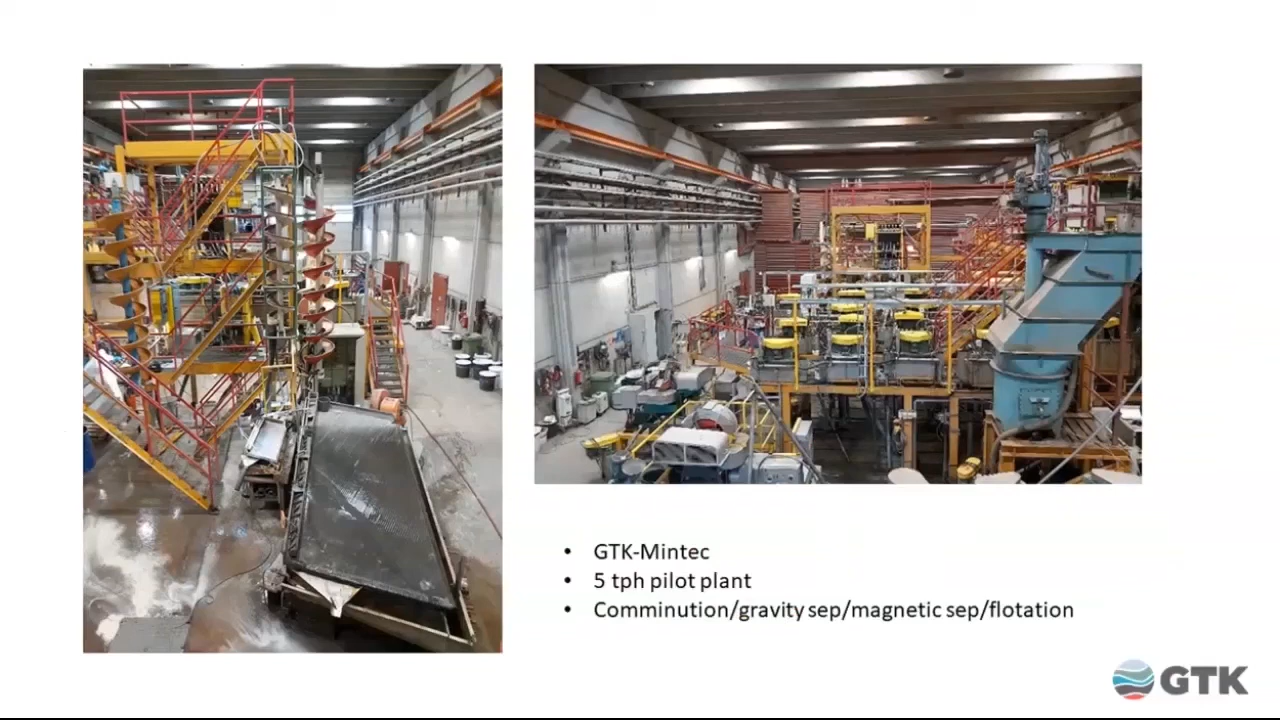 GTK-Mintec
5 tph pilot plant
Comminution/gravity sep/magnetic sep/flotation
GTK